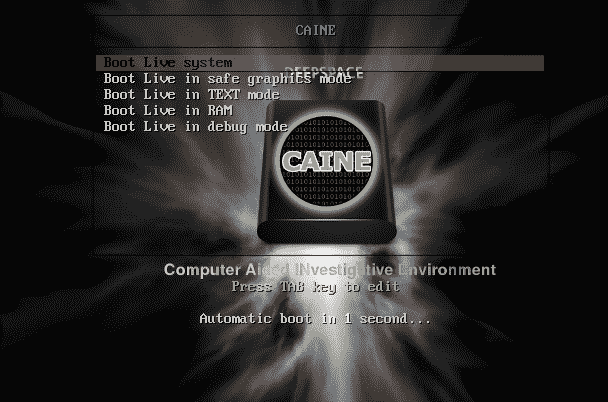 CAINE
Boot Live system
DEEPSPACE
Boot Live in safe graphics mode
Boot Live in TEXT mode
Boot Live in RAM
Boot Live in debug mode
CAINE
Computer Aided INvestigative Environment
Press TAB key to edit
Automatic boot in 1 second...